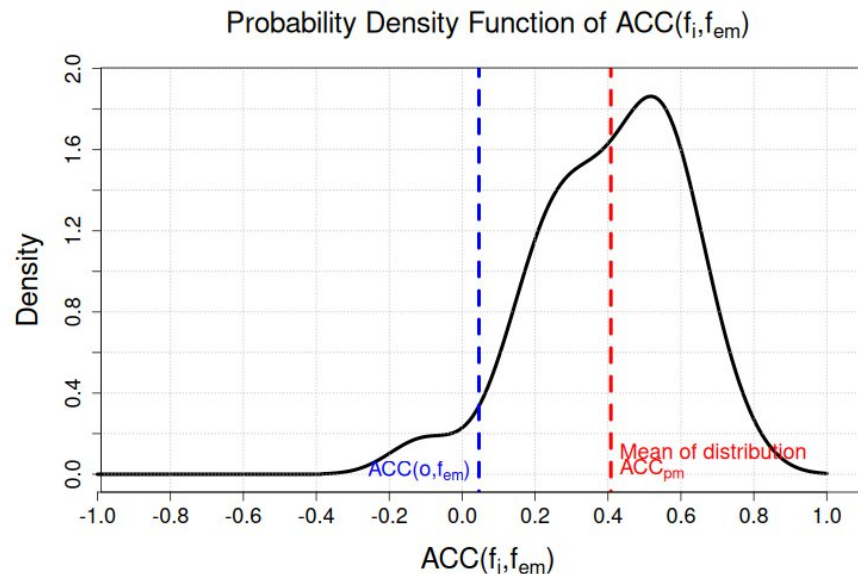 Probability Density Function of ACC(fi,fem)
2.0
1.6
1.2
0.8
0.4
0.0
Density
ACC(o,fem)
Mean of distribution
ACCpm
-1.0 -0.8 -0.6 -0.4 -0.2 0.0 0.2 0.4 0.6 0.8 1.0
ACC(fi,fem)